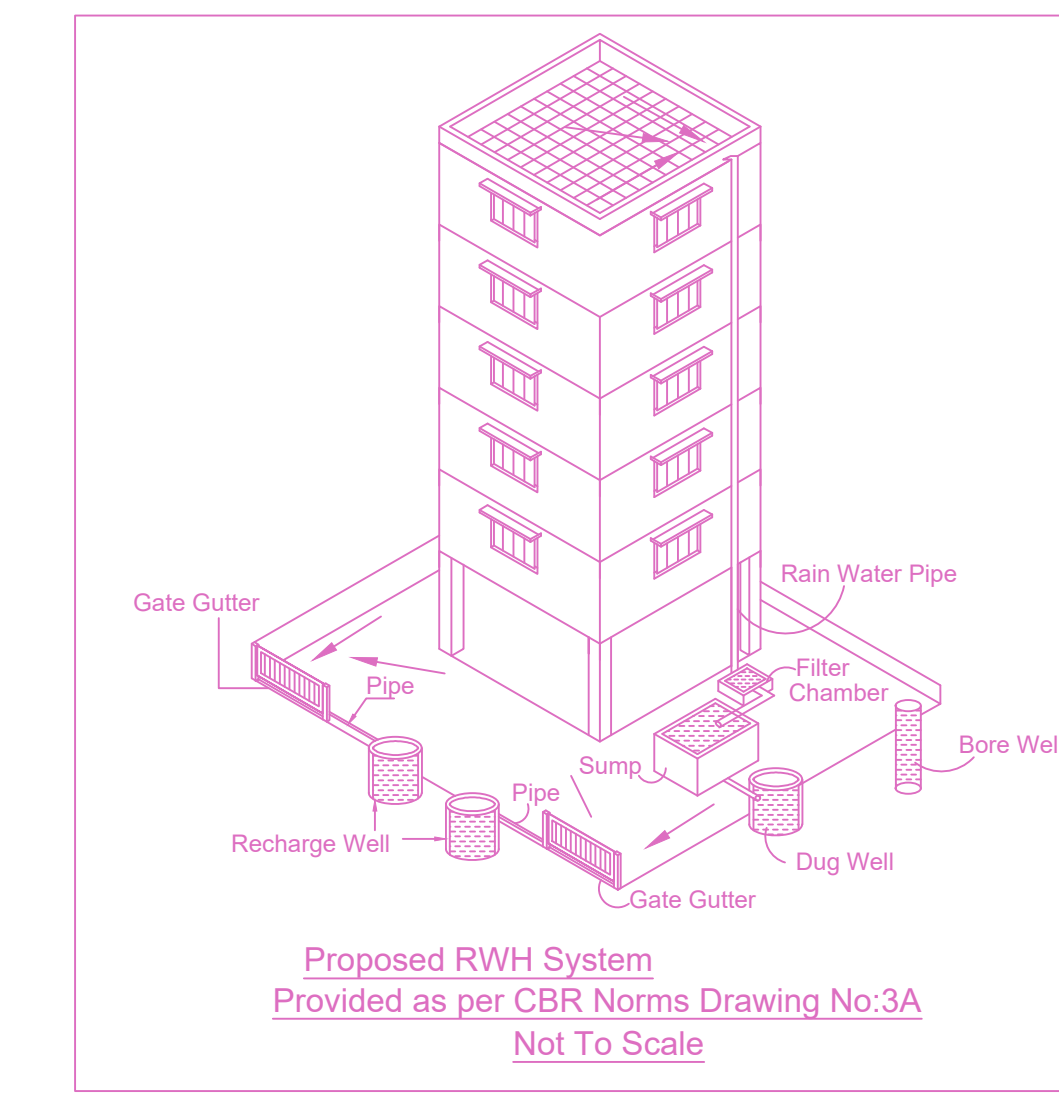 Rain Water Pipe
Gate Gutter
Filter
Chamber
Pipe
Bore Wel
Sump
Pipe
Recharge Well
Dug Well
Gate Gutter
Proposed RWH System
Provided as per CBR Norms Drawing No:3A
Not To Scale